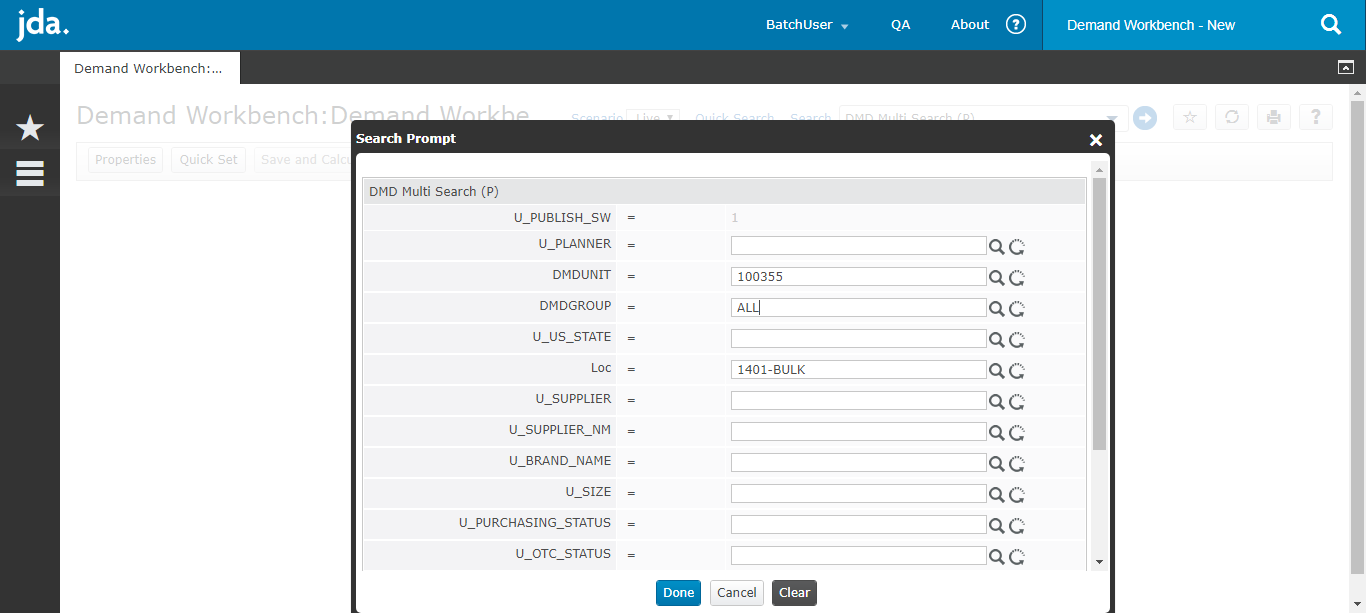 jda.
BatchUser
QA
About
?
Demand Workbench - New
Demand Workbench:...
Demand Workbench:Demand Workbe
Scenario
Live
Quick Search
Search
DMD Multi Search (P)
?
Properties
Quick Set
Save and Calcu
Search Prompt
DMD Multi Search (P)
U_PUBLISH_SW = 1
U_PLANNER =
DMDUNIT = 100355
DMDGROUP = ALL
U_US_STATE =
Loc = 1401-BULK
U_SUPPLIER =
U_SUPPLIER_NM =
U_BRAND_NAME =
U_SIZE =
U_PURCHASING_STATUS =
U_OTC_STATUS =
Done
Cancel
Clear